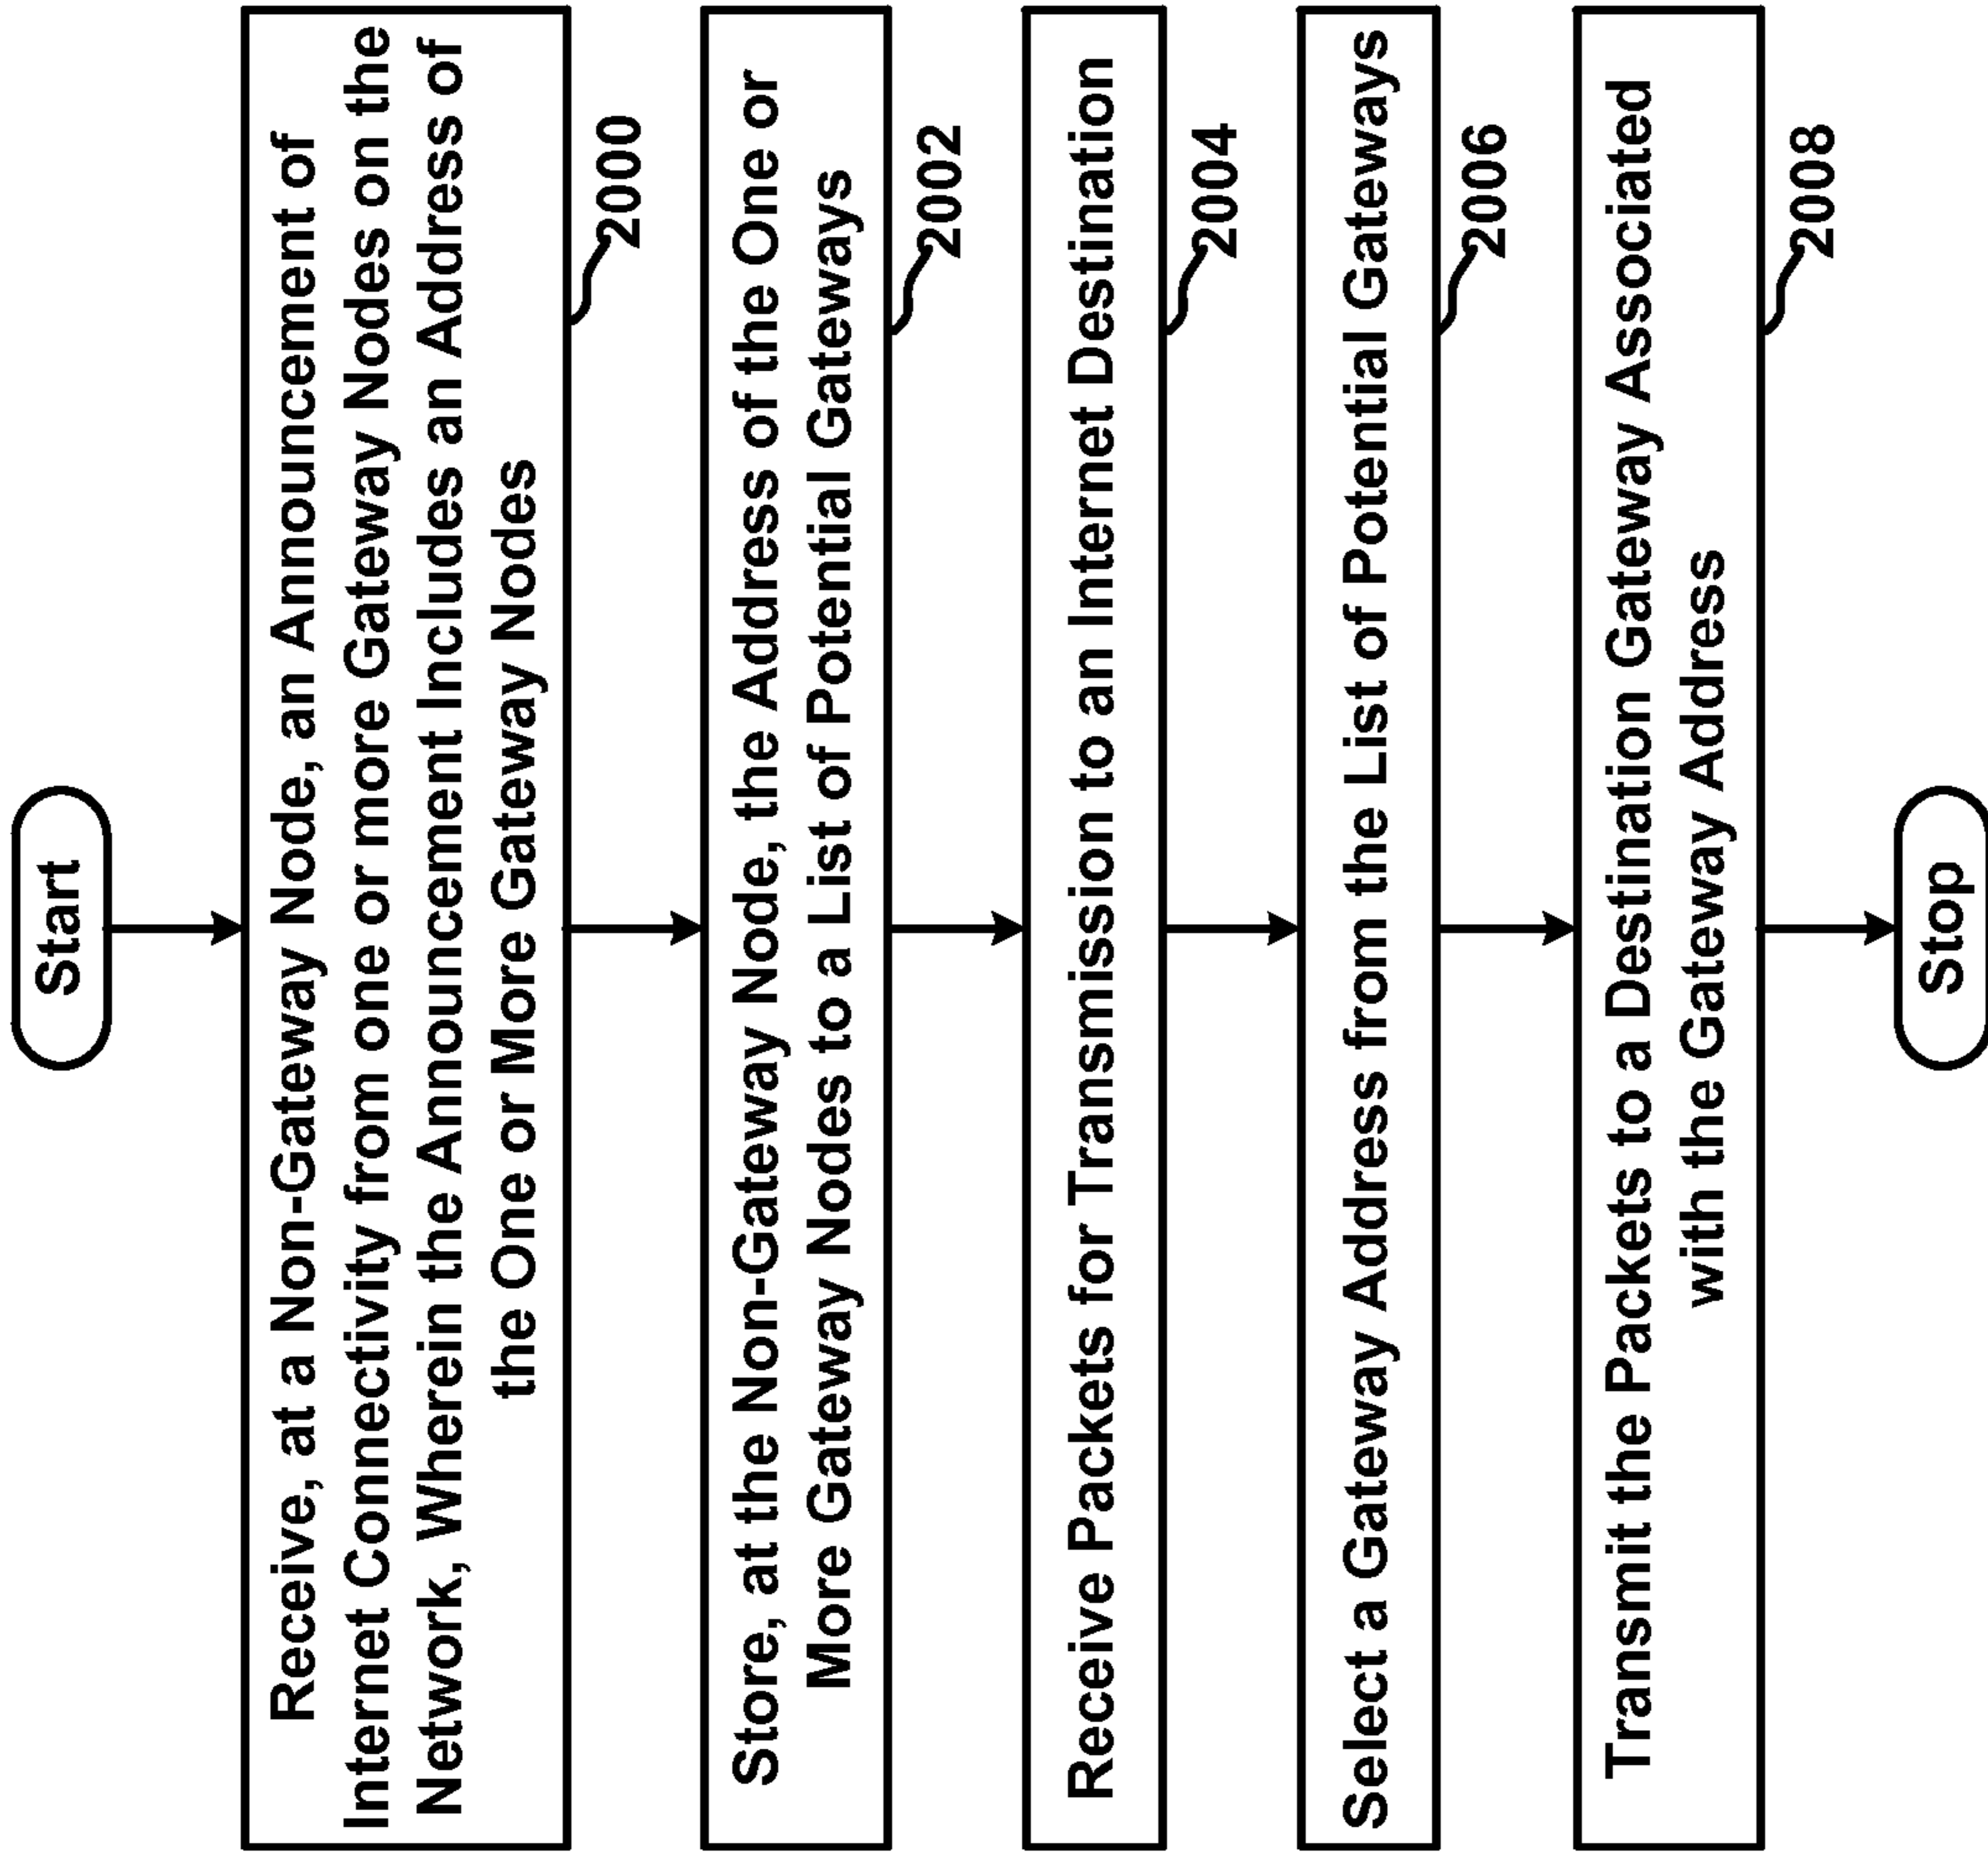 Start
Receive, at a Non-Gateway Node, an Announcement of
Internet Connectivity from one or more Gateway Nodes on the
Network, Wherein the Announcement Includes an Address of
the One or More Gateway Nodes
2000
Store, at the Non-Gateway Node, the Address of the One or
More Gateway Nodes to a List of Potential Gateways
2002
Receive Packets for Transmission to an Internet Destination
2004
Select a Gateway Address from the List of Potential Gateways
2006
Transmit the Packets to a Destination Gateway Associated
with the Gateway Address
2008
Stop